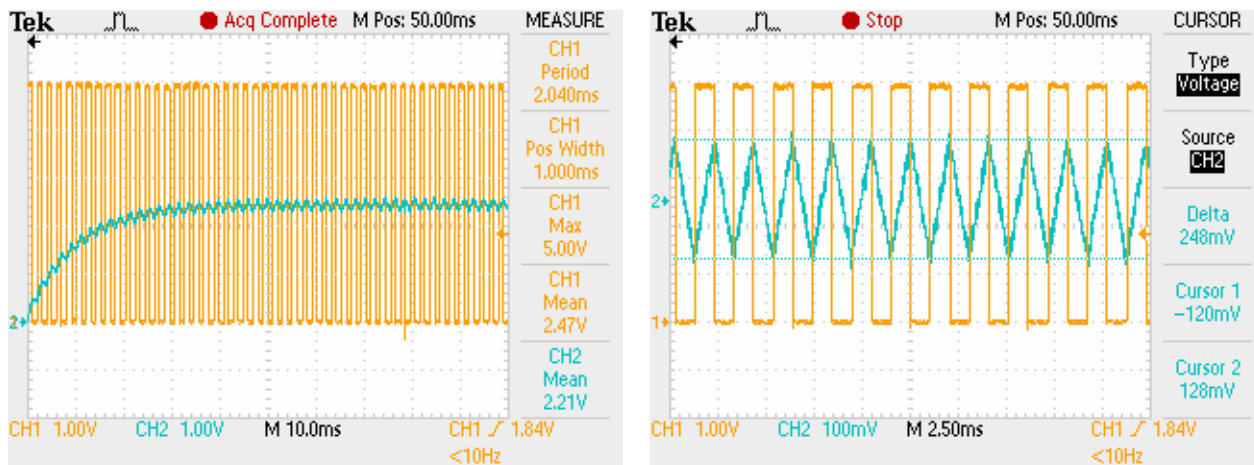 Tek Acq Complete M Pos: 50.00ms MEASURE
CH1
Period
2.040ms
CH1
Pos Width
1.000ms
CH1
Max
5.00V
CH1
Mean
2.47V
CH2
Mean
2.21V
2
CH1 1.00V CH2 1.00V M 10.0ms CH1 1.84V
<10Hz
Tek Stop M Pos: 50.00ms CURSOR
Type
Voltage
Source
CH2
2
Delta
248mV
Cursor 1
-120mV
1
Cursor 2
128mV
CH1 1.00V CH2 100mV M 2.50ms CH1 1.84V
<10Hz